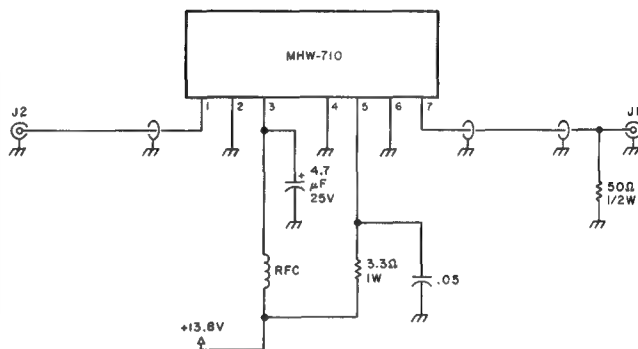 MHW-710
J2
1 2 3 4 5 6 7
J1
+ 4.7
µF
25V
50Ω
1/2W
RFC
3.3Ω
1W
.05
+13.8V